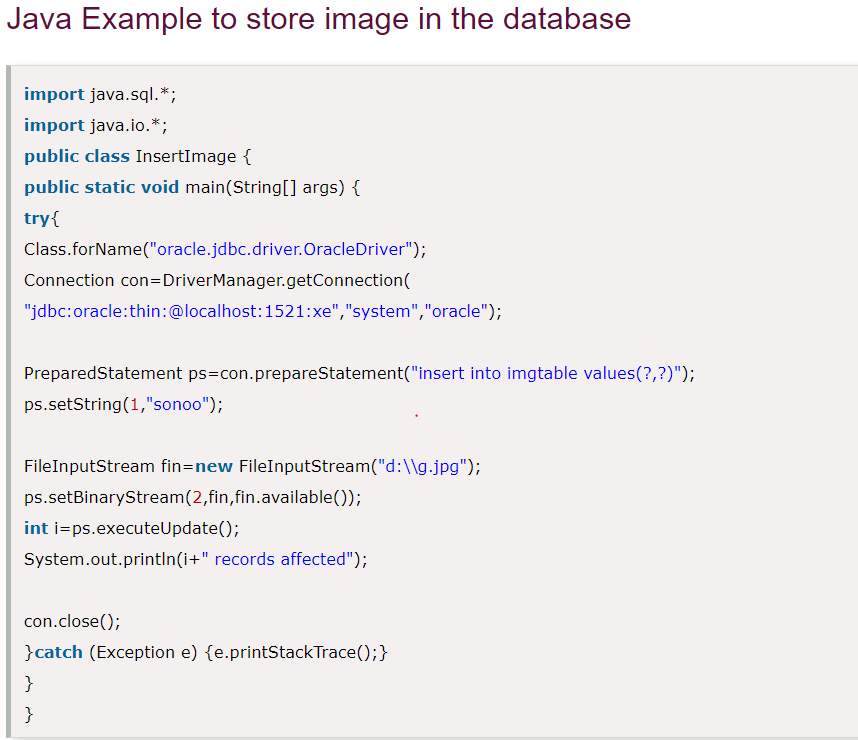 Java Example to store image in the database
import java.sql.*;
import java.io.*;
public class InsertImage {
public static void main(String[] args) {
try{
Class.forName("oracle.jdbc.driver.OracleDriver");
Connection con=DriverManager.getConnection(
"jdbc:oracle:thin:@localhost:1521:xe","system","oracle");
PreparedStatement ps=con.prepareStatement("insert into imgtable values(?,?)");
ps.setString(1,"sonoo");
FileInputStream fin=new FileInputStream("d:\\g.jpg");
ps.setBinaryStream(2,fin,fin.available());
int i=ps.executeUpdate();
System.out.println(i+" records affected");
con.close();
}catch (Exception e) {e.printStackTrace();}
}
}